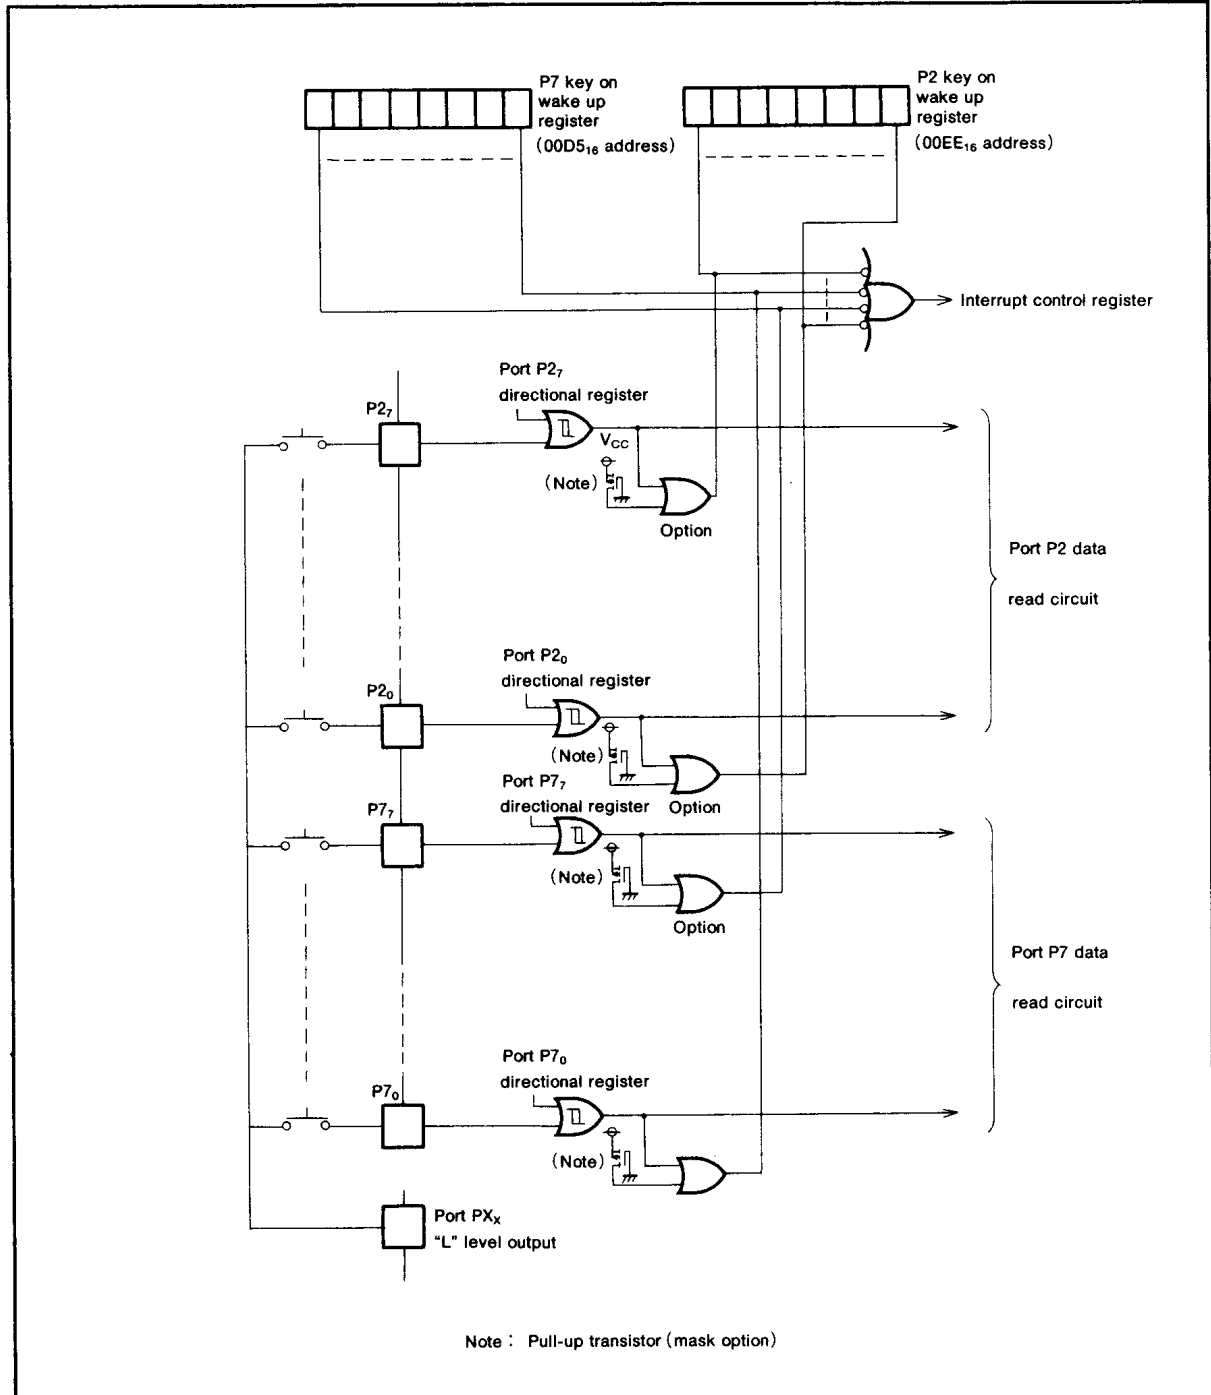 P7 key on
wake up
register
(00D5₁₆ address)
P2 key on
wake up
register
(00EE₁₆ address)
Interrupt control register
Port P2₇
directional register
P2₇
V_CC
(Note)
Option
Port P2 data
read circuit
Port P2₀
directional register
P2₀
(Note)
Option
Port P7₇
directional register
P7₇
(Note)
Option
Port P7 data
read circuit
Port P7₀
directional register
P7₀
(Note)
Port PXₓ
“L” level output
Note : Pull-up transistor (mask option)